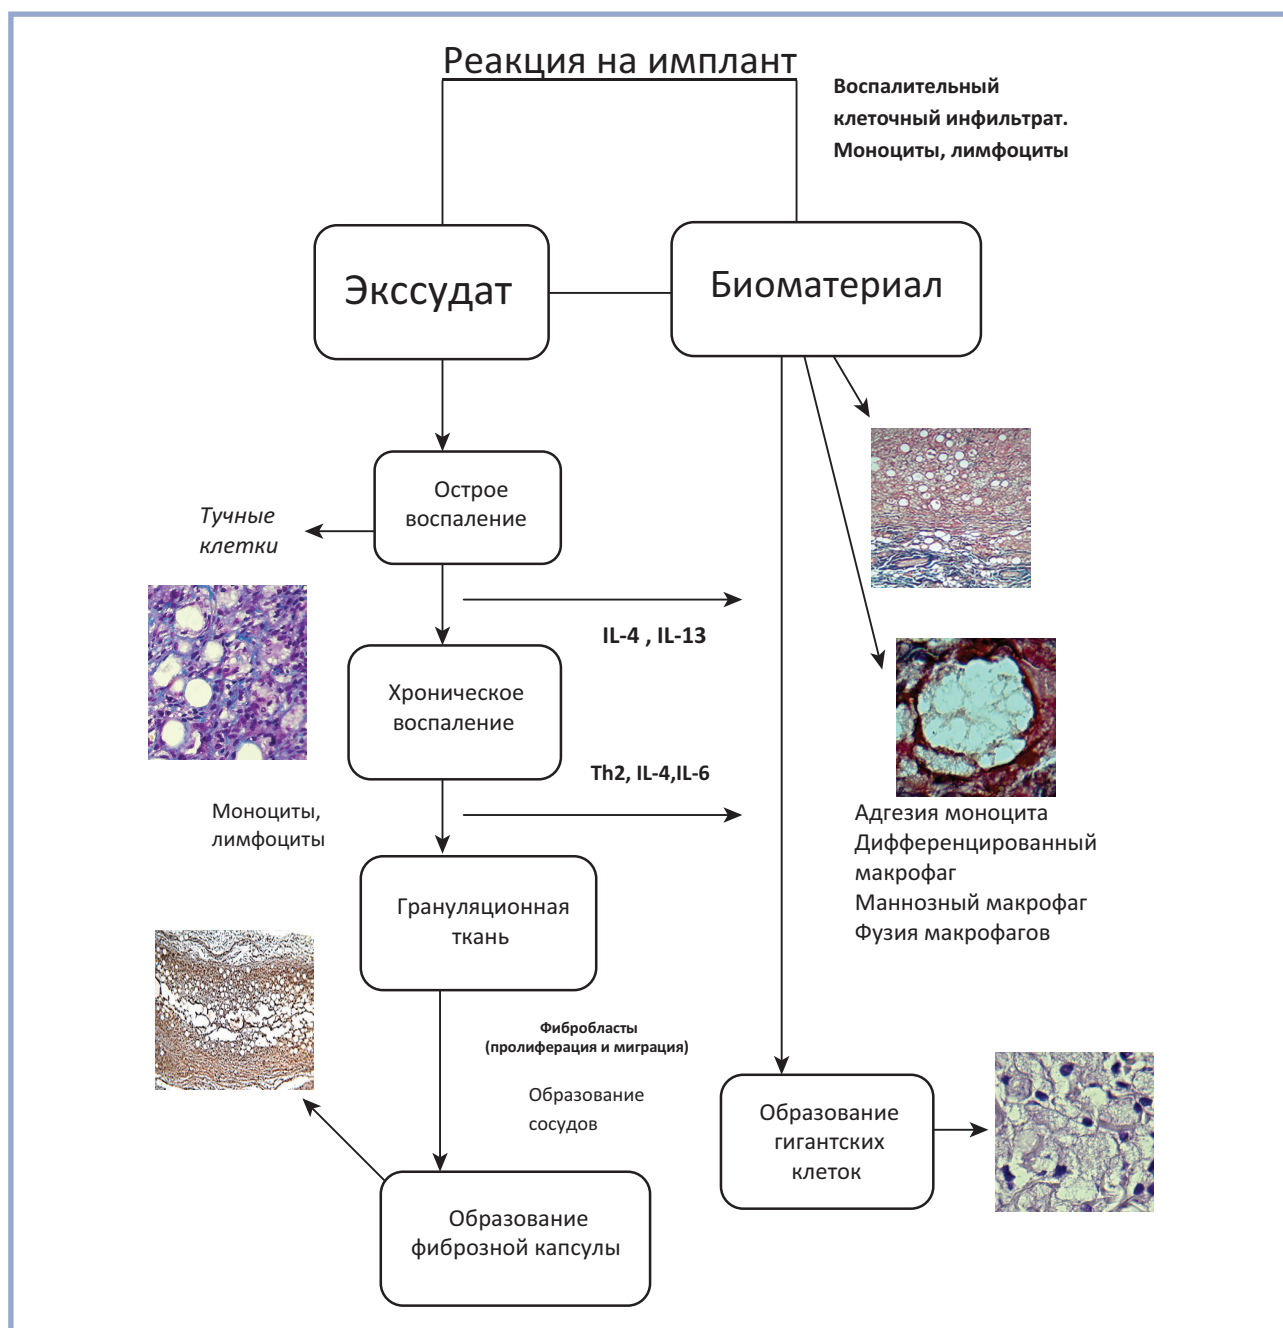 Реакция на имплант
Воспалительный
клеточный инфильтрат.
Моноциты, лимфоциты
Экссудат
Биоматериал
Острое
воспаление
Тучные
клетки
IL-4 , IL-13
Хроническое
воспаление
Th2, IL-4,IL-6
Моноциты,
лимфоциты
Адгезия моноцита
Дифференцированный
макрофаг
Маннозный макрофаг
Фузия макрофагов
Грануляционная
ткань
Фибробласты
(пролиферация и миграция)
Образование
сосудов
Образование
гигантских
клеток
Образование
фиброзной капсулы